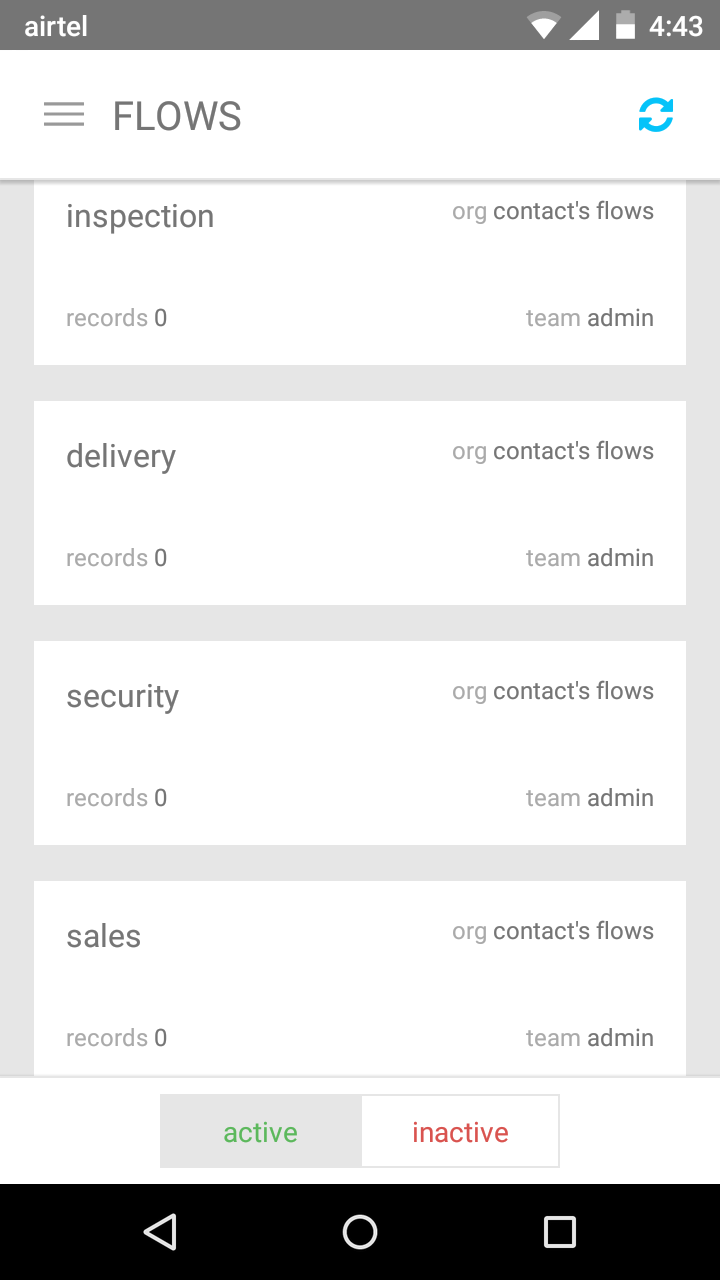 airtel 4:43
FLOWS
inspection org contact's flows
records 0 team admin
delivery org contact's flows
records 0 team admin
security org contact's flows
records 0 team admin
sales org contact's flows
records 0 team admin
active inactive